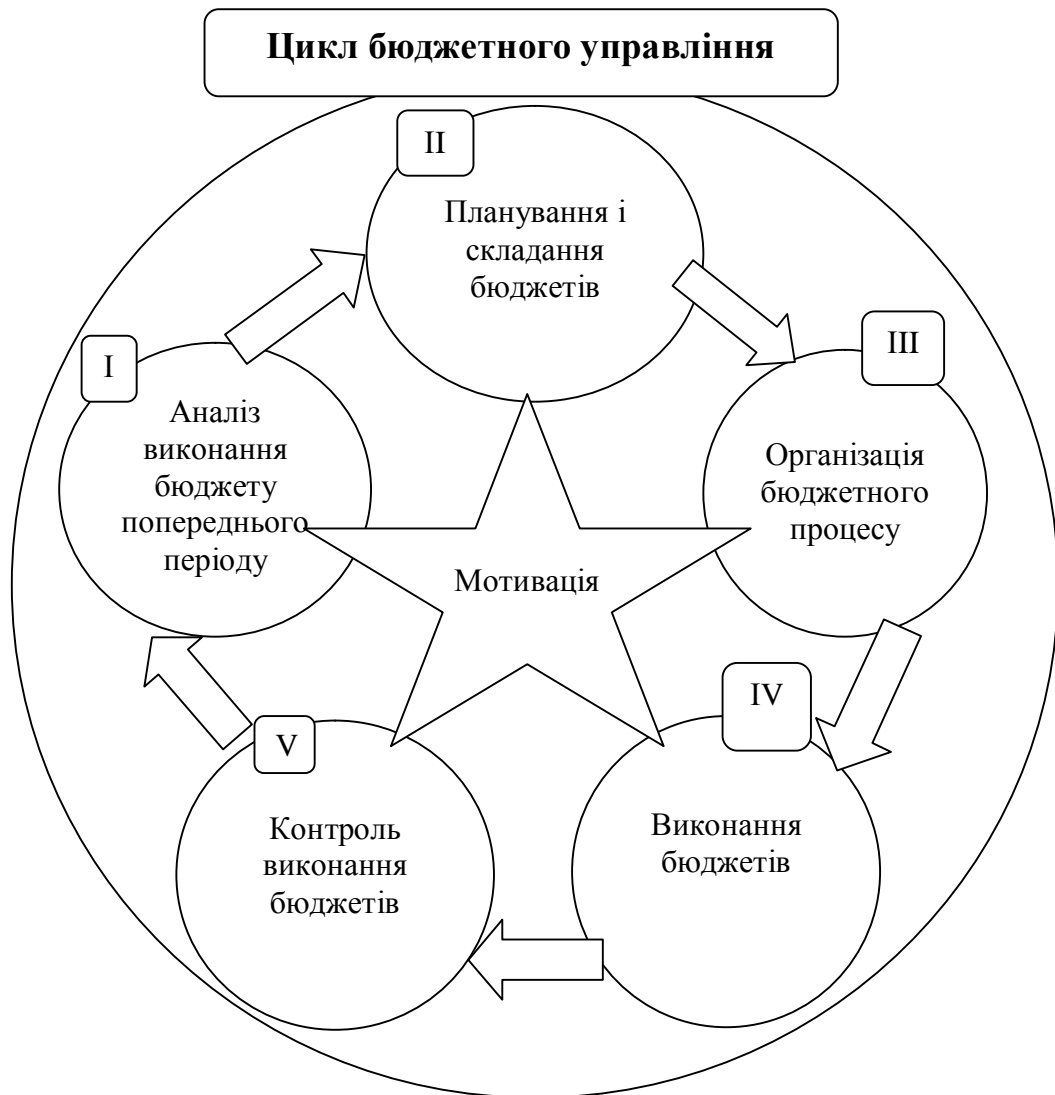 Цикл бюджетного управління
I
Аналіз
виконання
бюджету
попереднього
періоду
II
Планування і
складання
бюджетів
III
Організація
бюджетного
процесу
IV
Виконання
бюджетів
V
Контроль
виконання
бюджетів
Мотивація